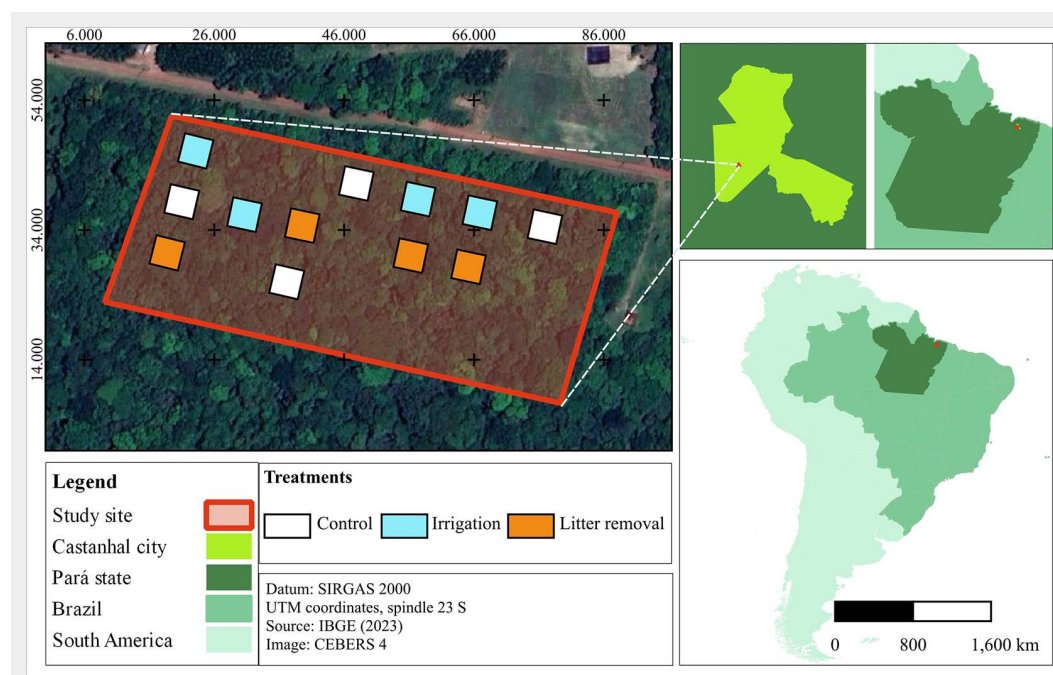 6.000 26.000 46.000 66.000 86.000
54.000
34.000
14.000
Legend
Study site
Castanhal city
Pará state
Brazil
South America
Treatments
Control Irrigation Litter removal
Datum: SIRGAS 2000
UTM coordinates, spindle 23 S
Source: IBGE (2023)
Image: CEBERS 4
0 800 1,600 km